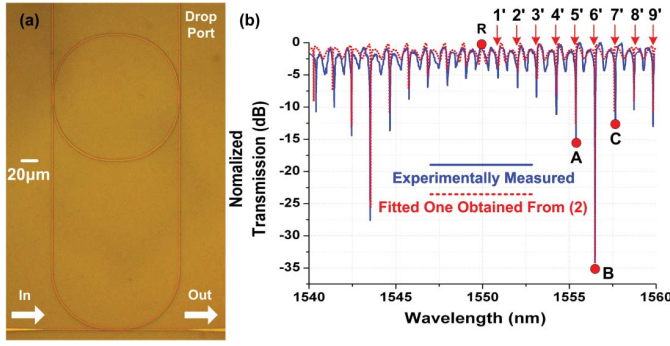 (a)
Drop
Port
20µm
In
Out
(b)
R
1' 2' 3' 4' 5' 6' 7' 8' 9'
0
-5
-10
-15
-20
-25
-30
-35
Nomalized
Transmission (dB)
A
C
B
Experimentally Measured
Fitted One Obtained From (2)
1540 1545 1550 1555 1560
Wavelength (nm)